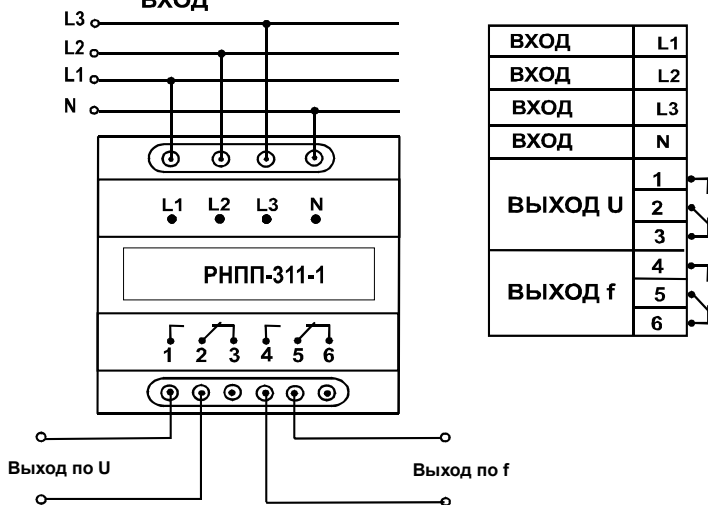 ВХОД
L3
L2
L1
N
L1 L2 L3 N
РНПП-311-1
1 2 3 4 5 6
Выход по U
Выход по f
ВХОД L1
ВХОД L2
ВХОД L3
ВХОД N
ВЫХОД U
1
2
3
ВЫХОД f
4
5
6